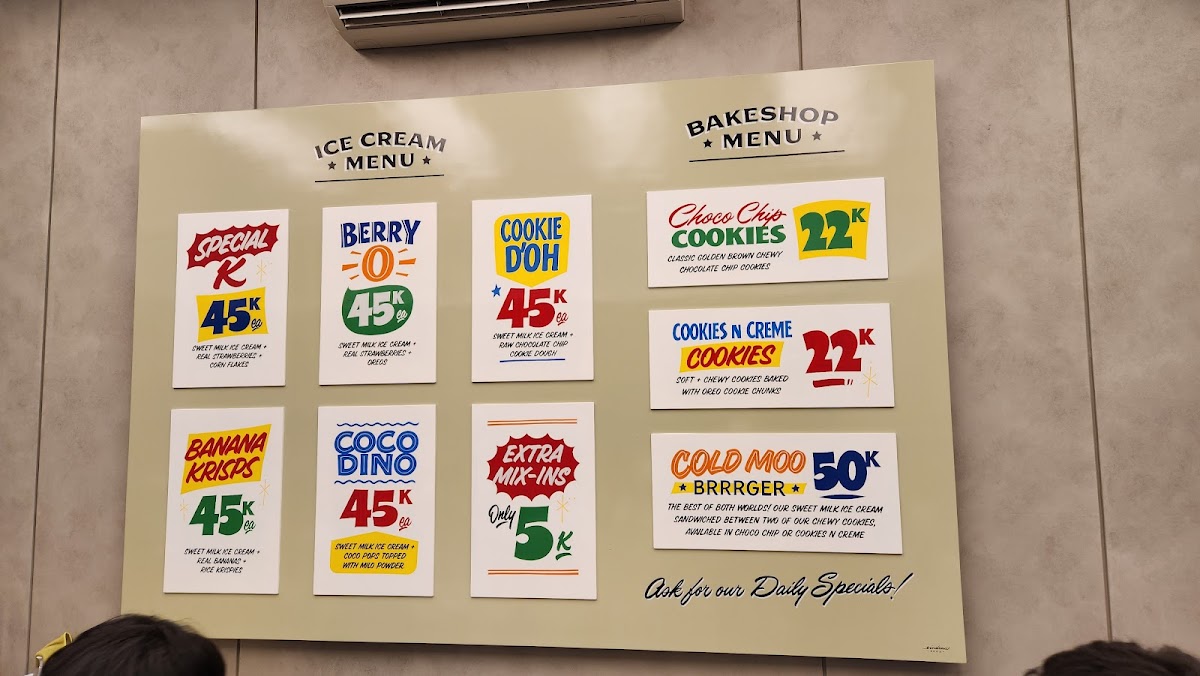 ICE CREAM
MENU
SPECIAL
K
45K ea
SWEET MILK ICE CREAM +
REAL STRAWBERRIES +
CORN FLAKES
BERRY
O
45K ea
SWEET MILK ICE CREAM +
REAL STRAWBERRIES +
OREOS
COOKIE
D'OH
45K ea
SWEET MILK ICE CREAM +
RAW CHOCOLATE CHIP
COOKIE DOUGH
BANANA
KRISPS
45K ea
SWEET MILK ICE CREAM +
REAL BANANAS +
RICE KRISPIES
COCO
DINO
45K ea
SWEET MILK ICE CREAM +
COCO POPS TOPPED
WITH MILO POWDER
EXTRA
MIX-INS
Only
5K
BAKESHOP
MENU
Choco Chip
COOKIES
22K
CLASSIC GOLDEN BROWN CHEWY
CHOCOLATE CHIP COOKIES
COOKIES N CREME
COOKIES
22K
SOFT + CHEWY COOKIES BAKED
WITH OREO COOKIE CHUNKS
COLD MOO
BRRRGER
50K
THE BEST OF BOTH WORLDS! OUR SWEET MILK ICE CREAM
SANDWICHED BETWEEN TWO OF OUR CHEWY COOKIES,
AVAILABLE IN CHOCO CHIP OR COOKIES N CREME
Ask for our Daily Specials!